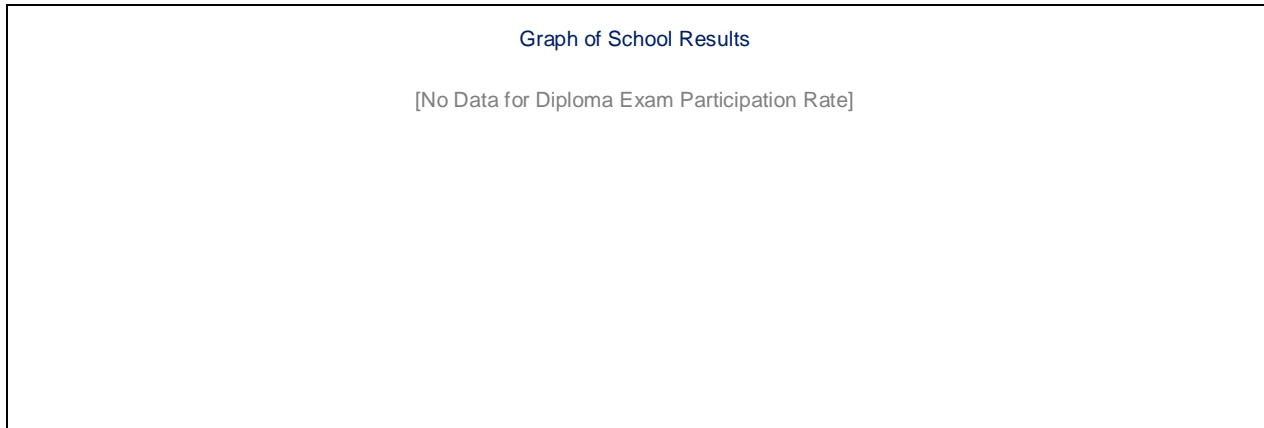 Graph of School Results
[No Data for Diploma Exam Participation Rate]